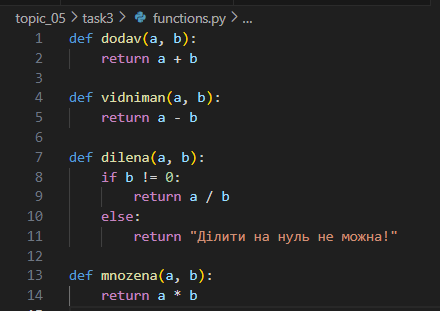 topic_05 > task3 > functions.py > ...
1 def dodav(a, b):
2     return a + b
3
4 def vidniman(a, b):
5     return a - b
6
7 def dilena(a, b):
8     if b != 0:
9         return a / b
10     else:
11         return "Ділити на нуль не можна!"
12
13 def mnozena(a, b):
14     return a * b